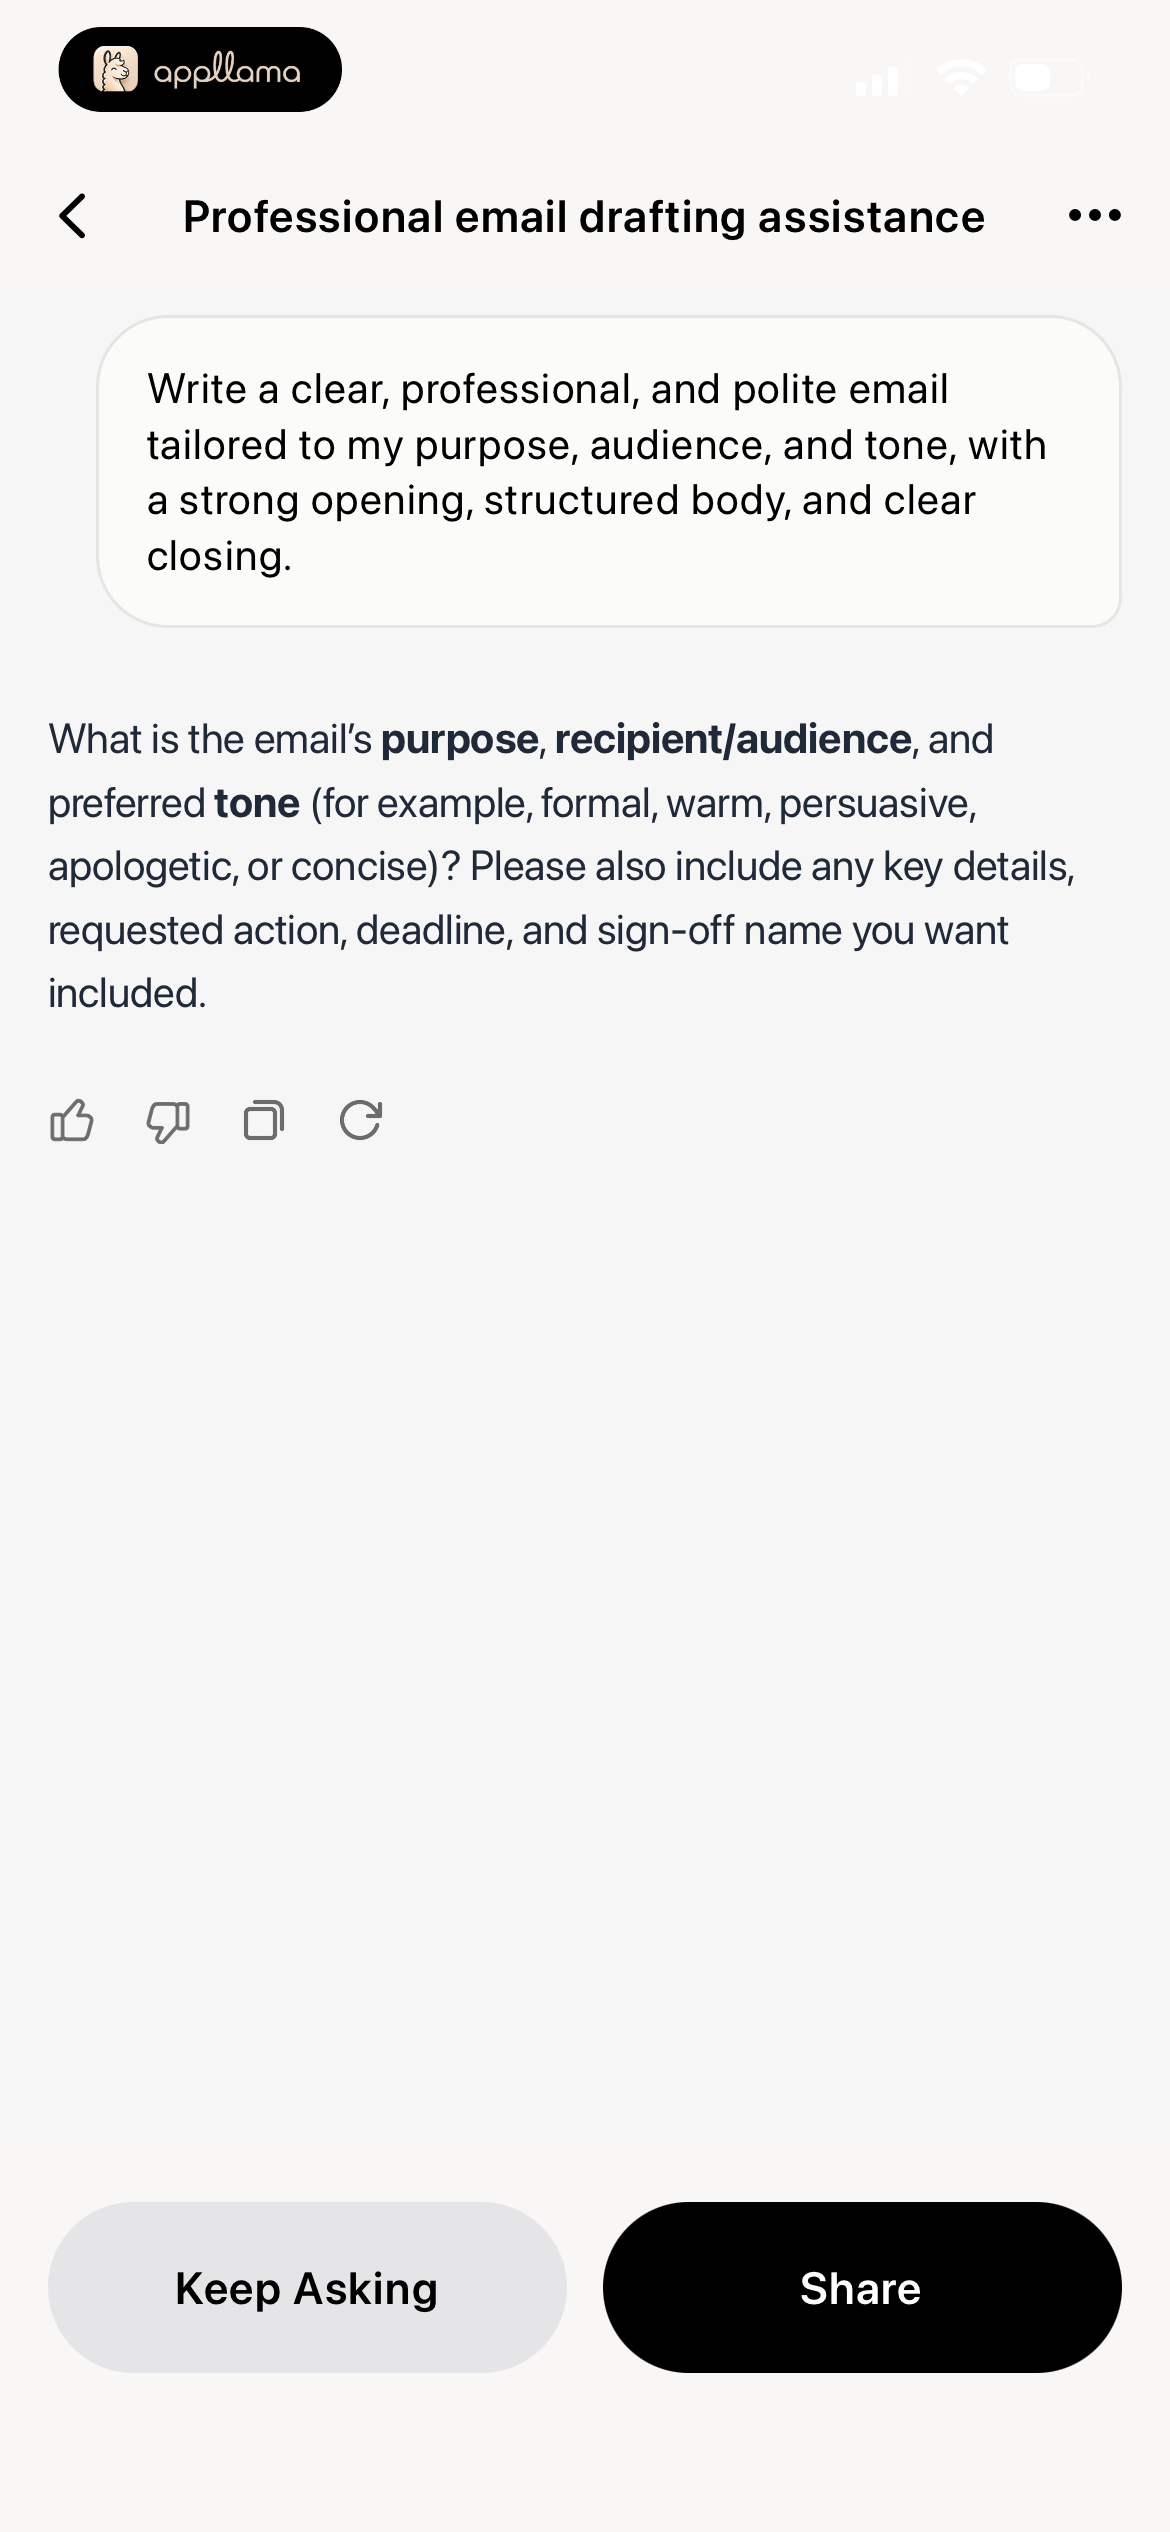 appllama
Professional email drafting assistance
Write a clear, professional, and polite email
tailored to my purpose, audience, and tone, with
a strong opening, structured body, and clear
closing.
What is the email’s purpose, recipient/audience, and
preferred tone (for example, formal, warm, persuasive,
apologetic, or concise)? Please also include any key details,
requested action, deadline, and sign-off name you want
included.
Keep Asking
Share